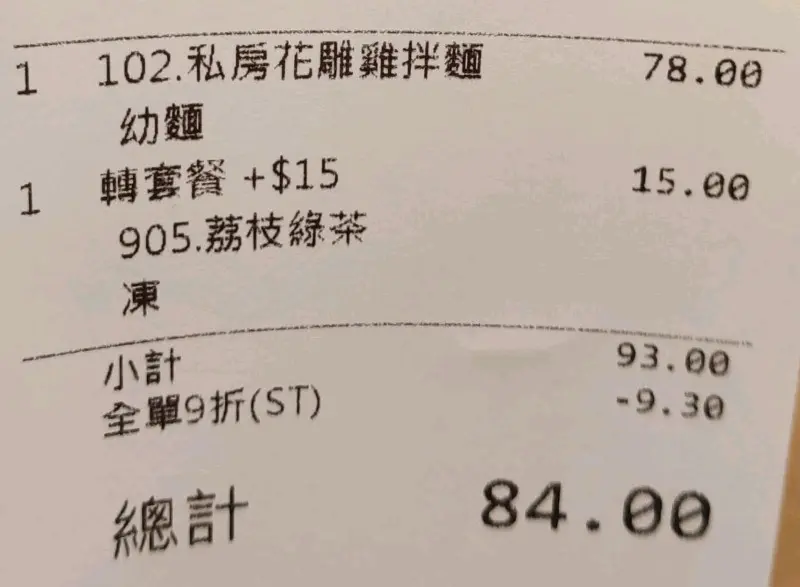 1 102.私房花雕雞拌麵 78.00
幼麵
1 轉套餐 +$15 15.00
905.荔枝綠茶
凍
小計 93.00
全單9折(ST) -9.30
總計 84.00